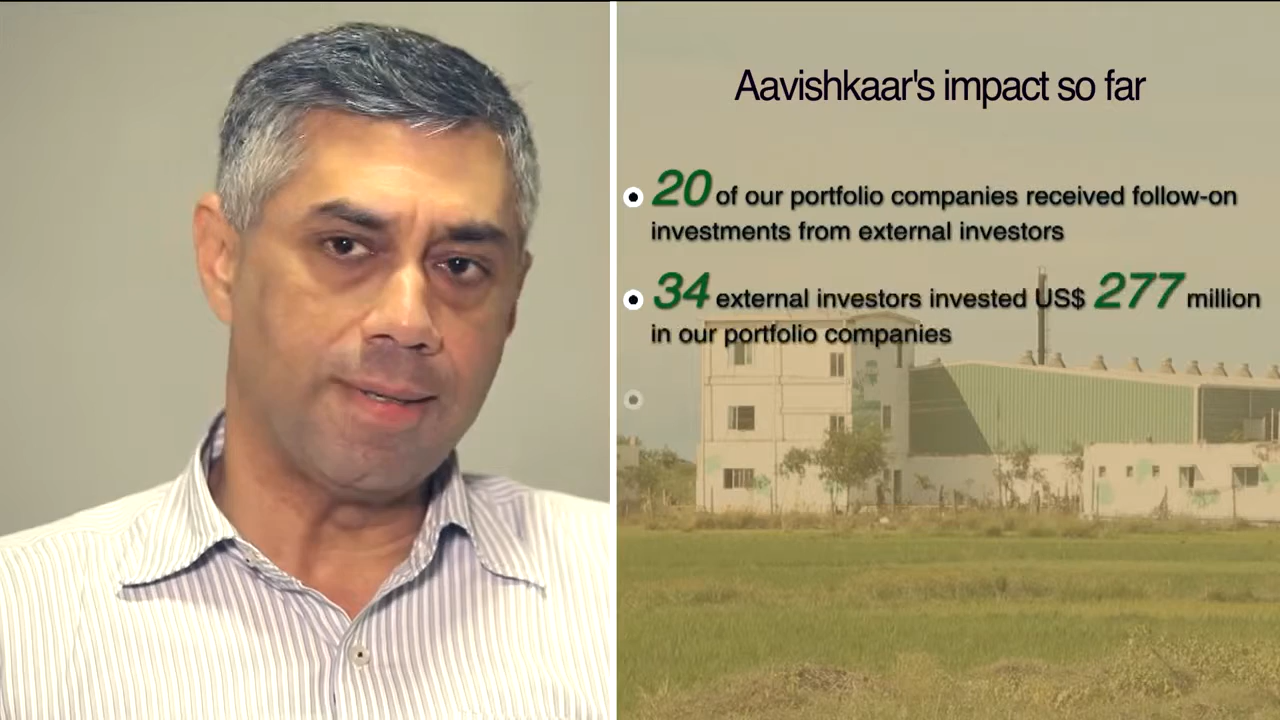 Aavishkaar's impact so far
20 of our portfolio companies received follow-on
investments from external investors
34 external investors invested US$ 277 million
in our portfolio companies